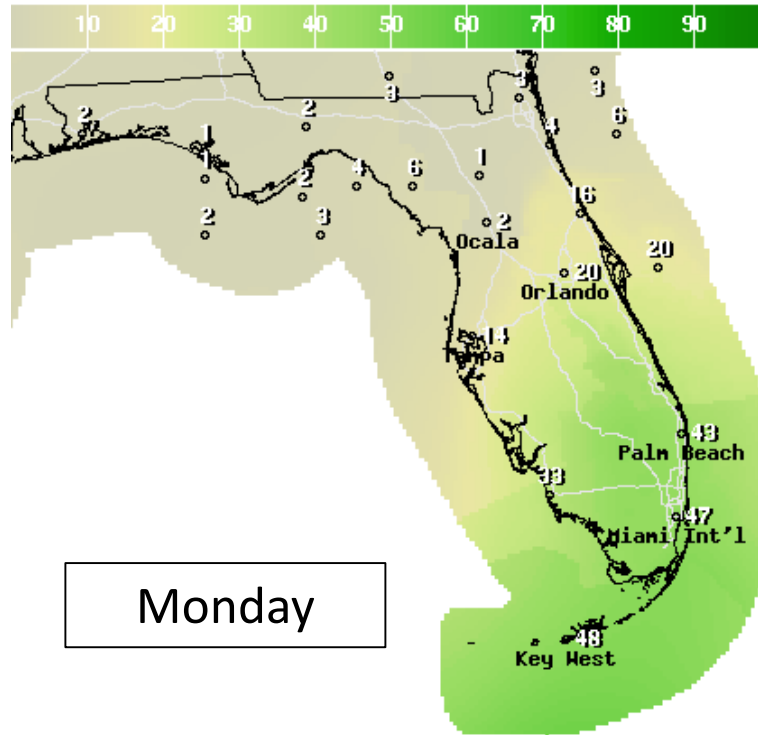 10 20 30 40 50 60 70 80 90
3 3 3
2 2 6
1 4
1 2 4 6 1
16
2 3 2
Ocala
20
20
Orlando
14
Tampa
43
Palm Beach
33
47
Miami Int'l
Monday
48
Key West